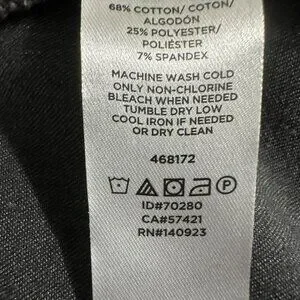 68% COTTON/ COTON/
ALGODÓN
25% POLYESTER/
POLIÉSTER
7% SPANDEX
MACHINE WASH COLD
ONLY NON-CHLORINE
BLEACH WHEN NEEDED
TUMBLE DRY LOW
COOL IRON IF NEEDED
OR DRY CLEAN
468172
P
ID#70280
CA#57421
RN#140923